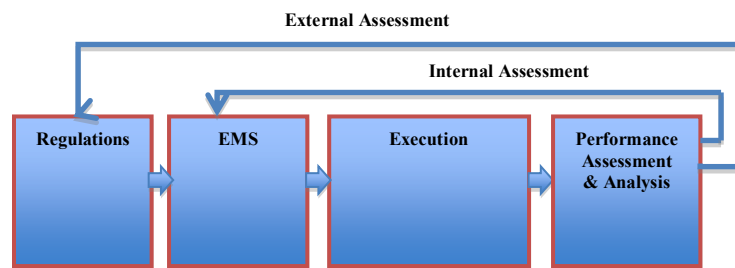 External Assessment
Internal Assessment
Regulations
EMS
Execution
Performance
Assessment
& Analysis